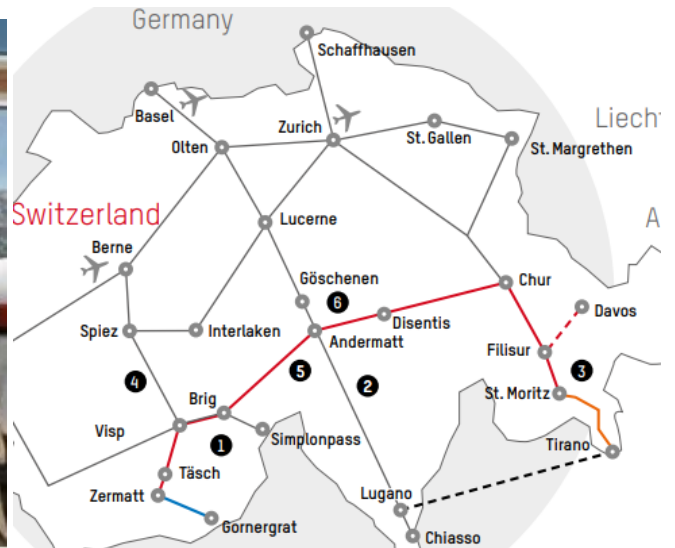 Germany
Schaffhausen
Basel
Zurich
Olten
St. Gallen
St. Margrethen
Switzerland
Lucerne
Berne
Göschenen
6
Chur
Spiez
Interlaken
Disentis
Andermatt
Davos
Filisur
4
5
2
3
Brig
St. Moritz
Visp
1
Simplonpass
Tirano
Täsch
Zermatt
Lugano
Gornergrat
Chiasso